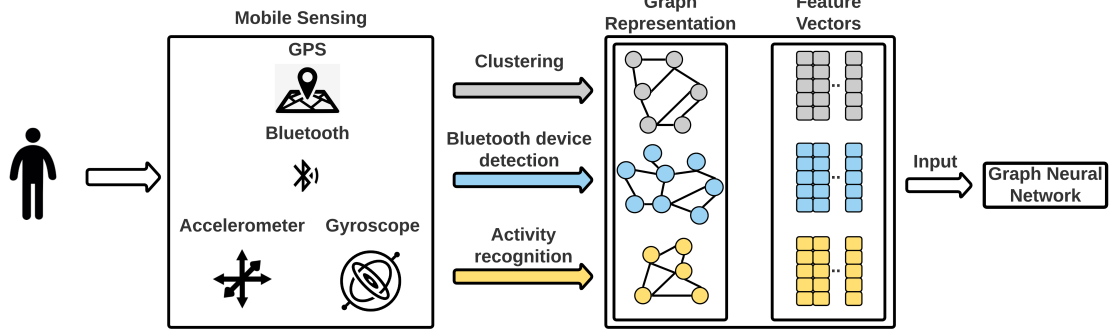 Mobile Sensing
GPS
Bluetooth
Accelerometer
Gyroscope
Clustering
Bluetooth device
detection
Activity
recognition
Graph
Representation
Feature
Vectors
Input
Graph Neural
Network